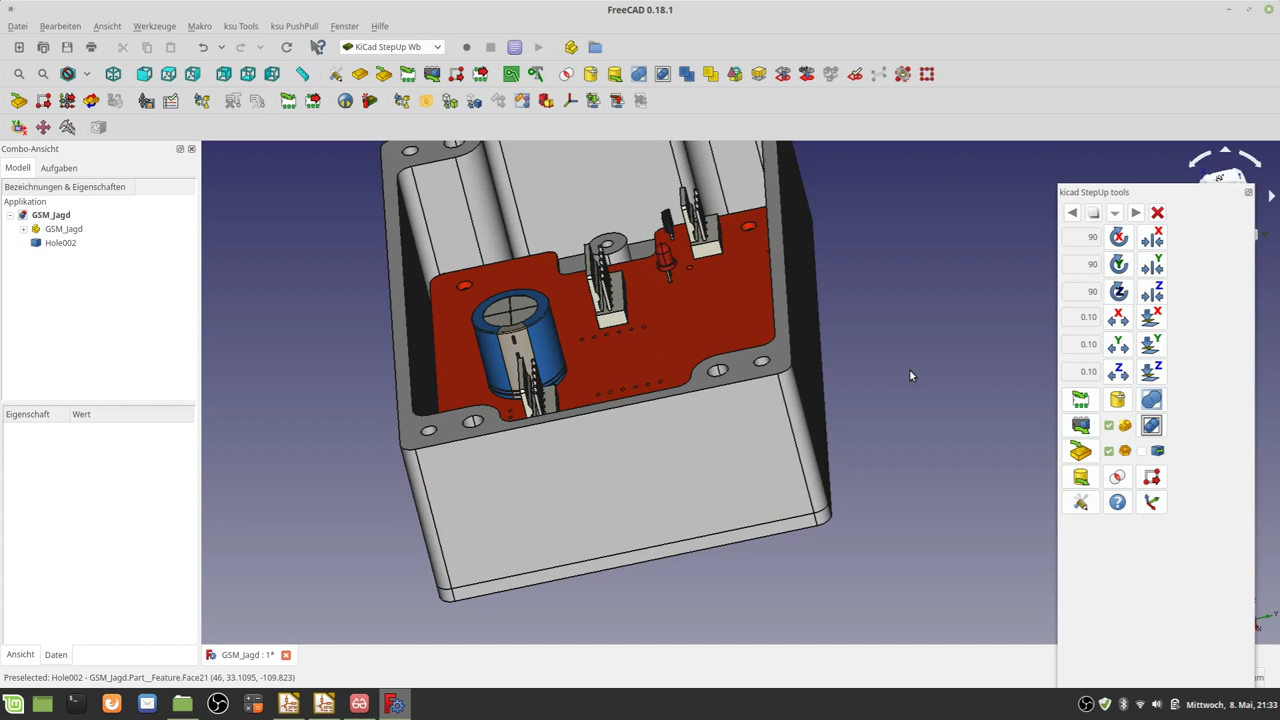 FreeCAD 0.18.1
Datei Bearbeiten Ansicht Werkzeuge Makro ksu Tools ksu PushPull Fenster Hilfe
KiCad StepUp Wb
Combo-Ansicht
Modell Aufgaben
Bezeichnungen & Eigenschaften
Applikation
GSM_Jagd
GSM_Jagd
Hole002
Eigenschaft Wert
Ansicht Daten
kicad StepUp tools
90 X X
90 Y Y
90 Z Z
0.10 X X
0.10 Y Y
0.10 Z Z
GSM_Jagd : 1*
Preselected: Hole002 - GSM_Jagd.Part__Feature.Face21 (46, 33.1095, -109.823)
Mittwoch, 8. Mai, 21:33